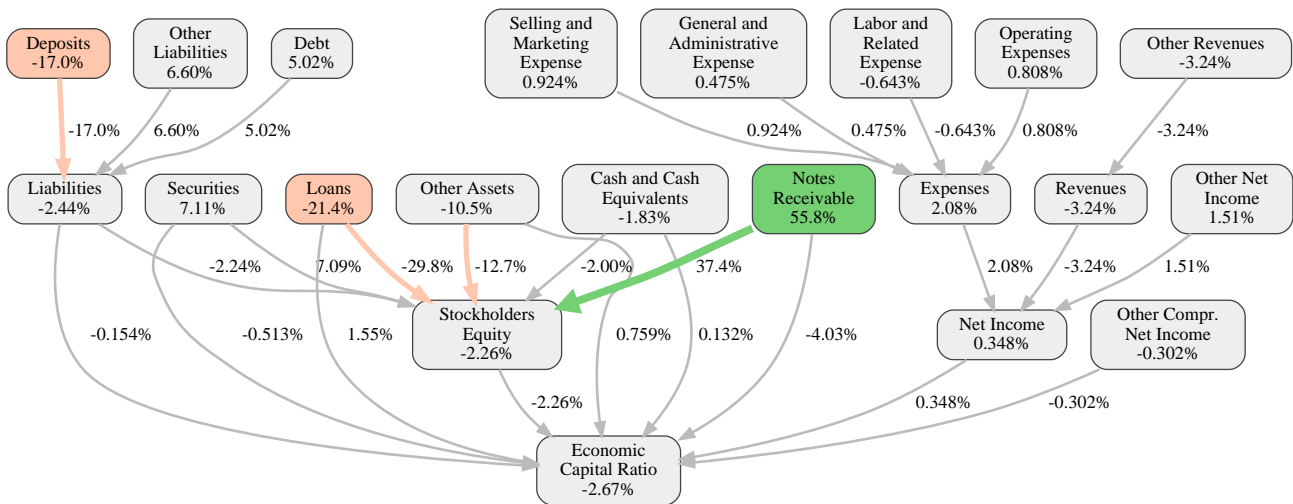 Deposits
-17.0%
Other
Liabilities
6.60%
Debt
5.02%
Selling and
Marketing
Expense
0.924%
General and
Administrative
Expense
0.475%
Labor and
Related
Expense
-0.643%
Operating
Expenses
0.808%
Other Revenues
-3.24%
-17.0%
6.60%
5.02%
0.924%
0.475%
-0.643%
0.808%
-3.24%
Liabilities
-2.44%
Securities
7.11%
Loans
-21.4%
Other Assets
-10.5%
Cash and Cash
Equivalents
-1.83%
Notes
Receivable
55.8%
Expenses
2.08%
Revenues
-3.24%
Other Net
Income
1.51%
-2.24%
7.09%
-29.8%
-12.7%
-2.00%
37.4%
2.08%
-3.24%
1.51%
Stockholders
Equity
-2.26%
Net Income
0.348%
Other Compr.
Net Income
-0.302%
-0.154%
-0.513%
1.55%
0.759%
0.132%
-4.03%
-2.26%
0.348%
-0.302%
Economic
Capital Ratio
-2.67%